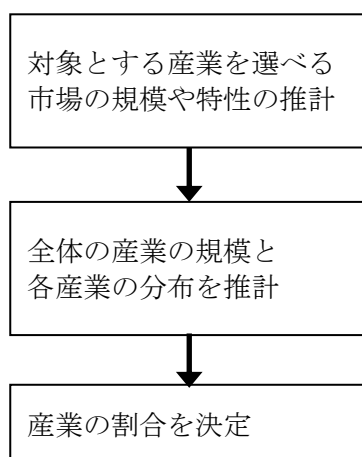 対象とする産業を選べる
市場の規模や特性の推計
全体の産業の規模と
各産業の分布を推計
産業の割合を決定